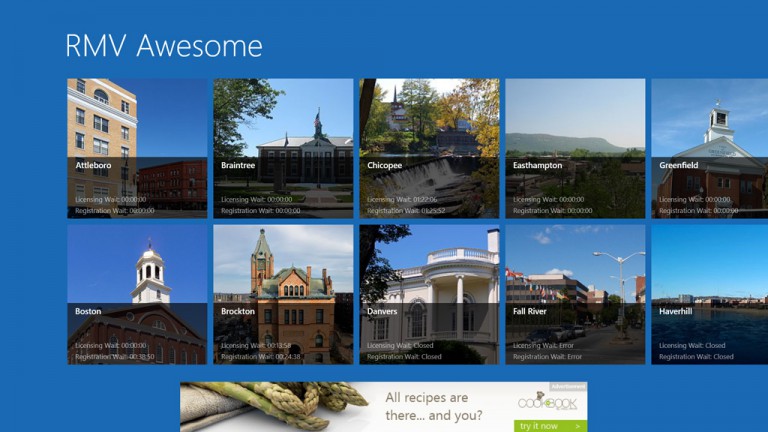 RMV Awesome
Attleboro
Licensing Wait: 00:00:00
Registration Wait: 00:00:00
Braintree
Licensing Wait: 00:00:00
Registration Wait: 00:00:00
Chicopee
Licensing Wait: 01:22:06
Registration Wait: 01:25:52
Easthampton
Licensing Wait: 00:00:00
Registration Wait: 00:00:00
Greenfield
Licensing Wait: 00:00:00
Registration Wait: 00:00:00
Boston
Licensing Wait: 00:00:00
Registration Wait: 00:38:50
Brockton
Licensing Wait: 00:13:58
Registration Wait: 00:24:38
Danvers
Licensing Wait: Closed
Registration Wait: Closed
Fall River
Licensing Wait: Error
Registration Wait: Error
Haverhill
Licensing Wait: Closed
Registration Wait: Closed
Advertisement
All recipes are
there... and you?
COOKBOOK
try it now >